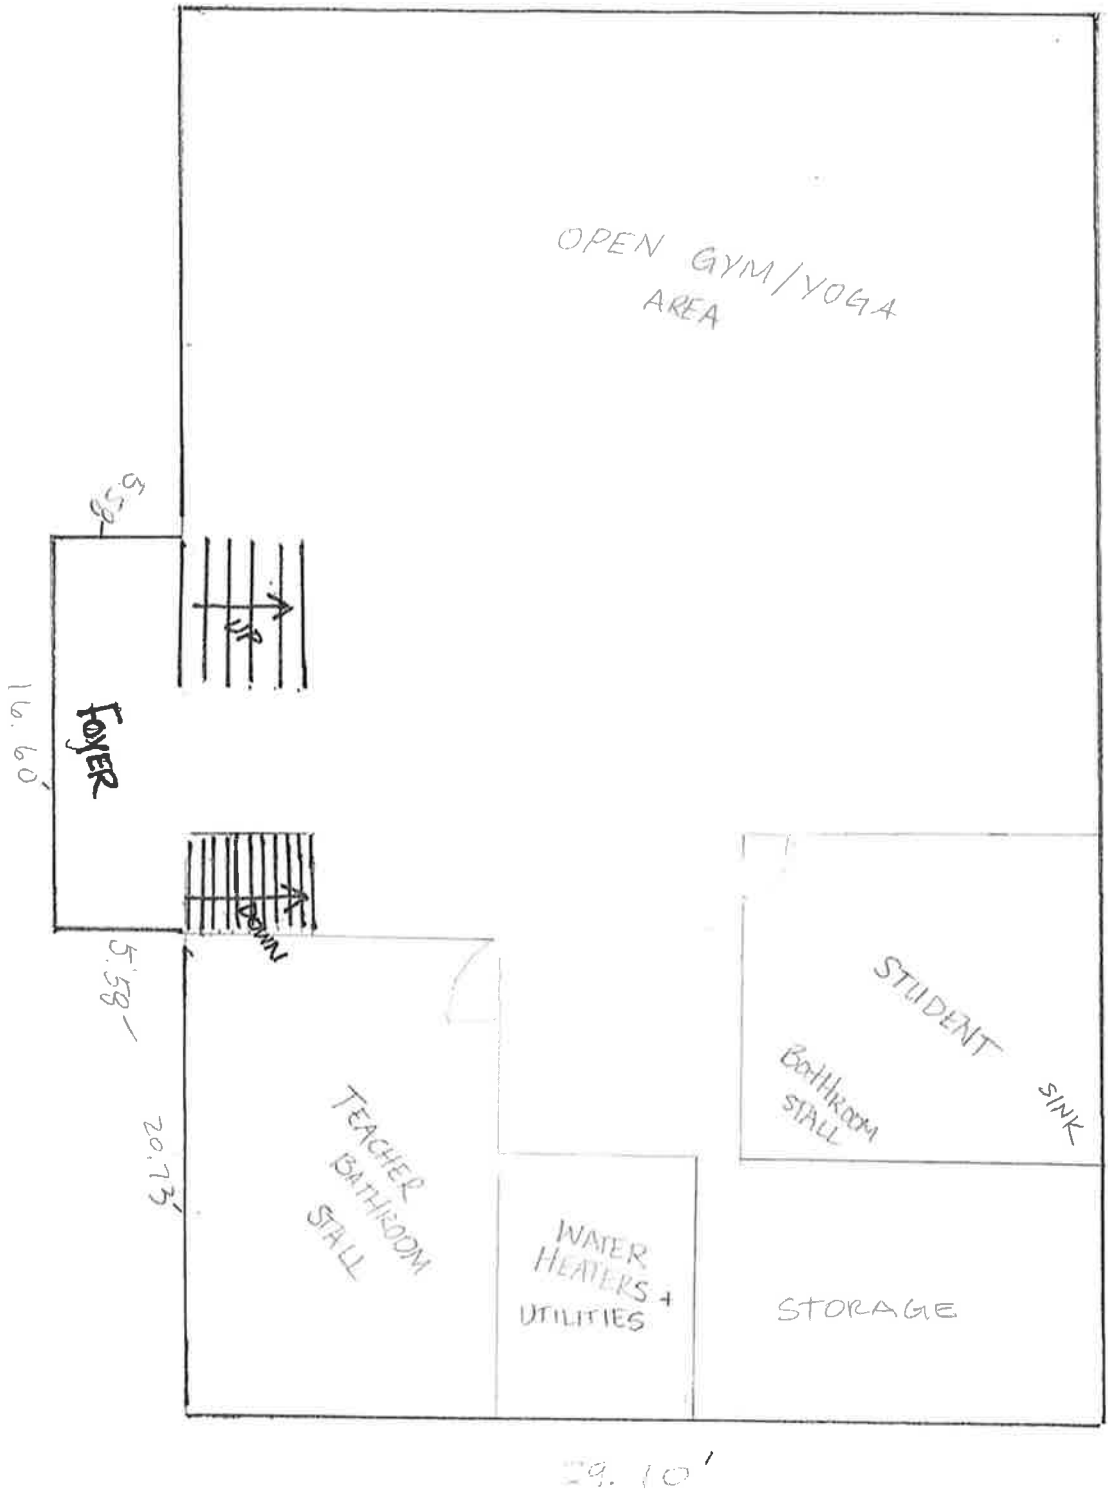 OPEN GYM/YOGA
AREA
5.58
UP
FOYER
16.60'
DOWN
5.58
STUDENT
BATHROOM
STALL
SINK
TEACHER
BATHROOM
STALL
20.73'
WATER
HEATERS +
UTILITIES
STORAGE